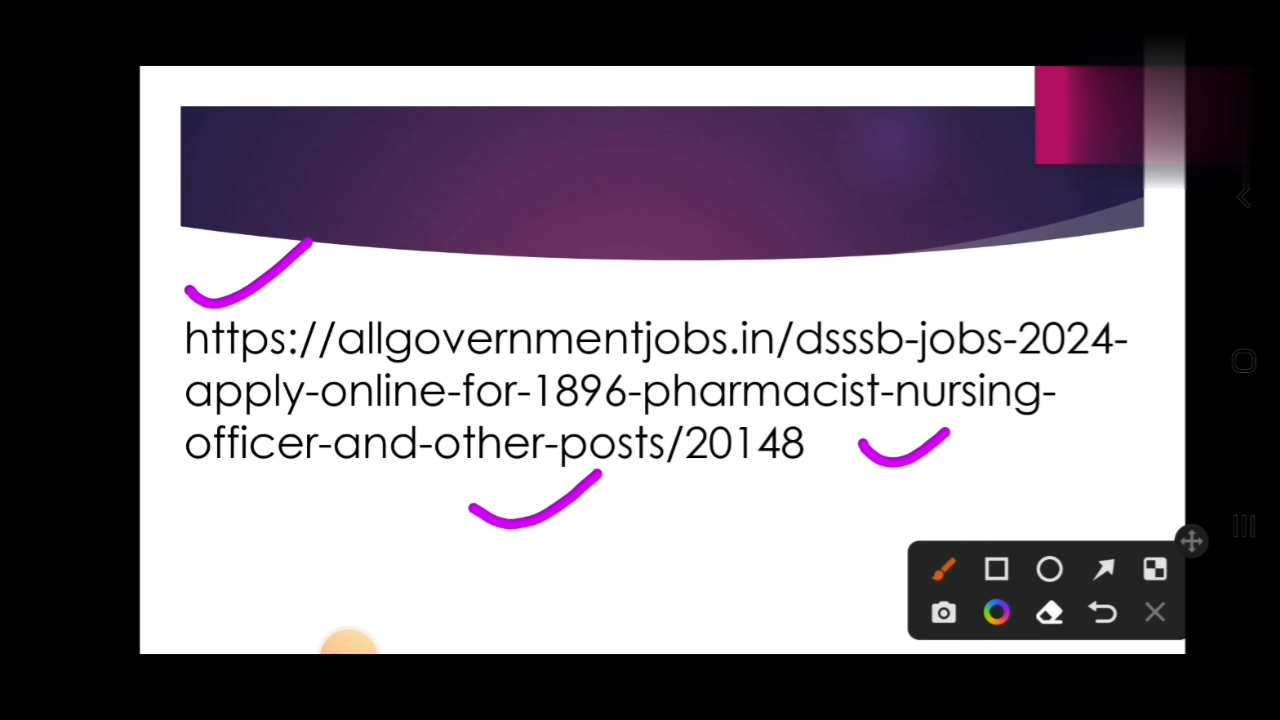 https://allgovernmentjobs.in/dsssb-jobs-2024-
apply-online-for-1896-pharmacist-nursing-
officer-and-other-posts/20148